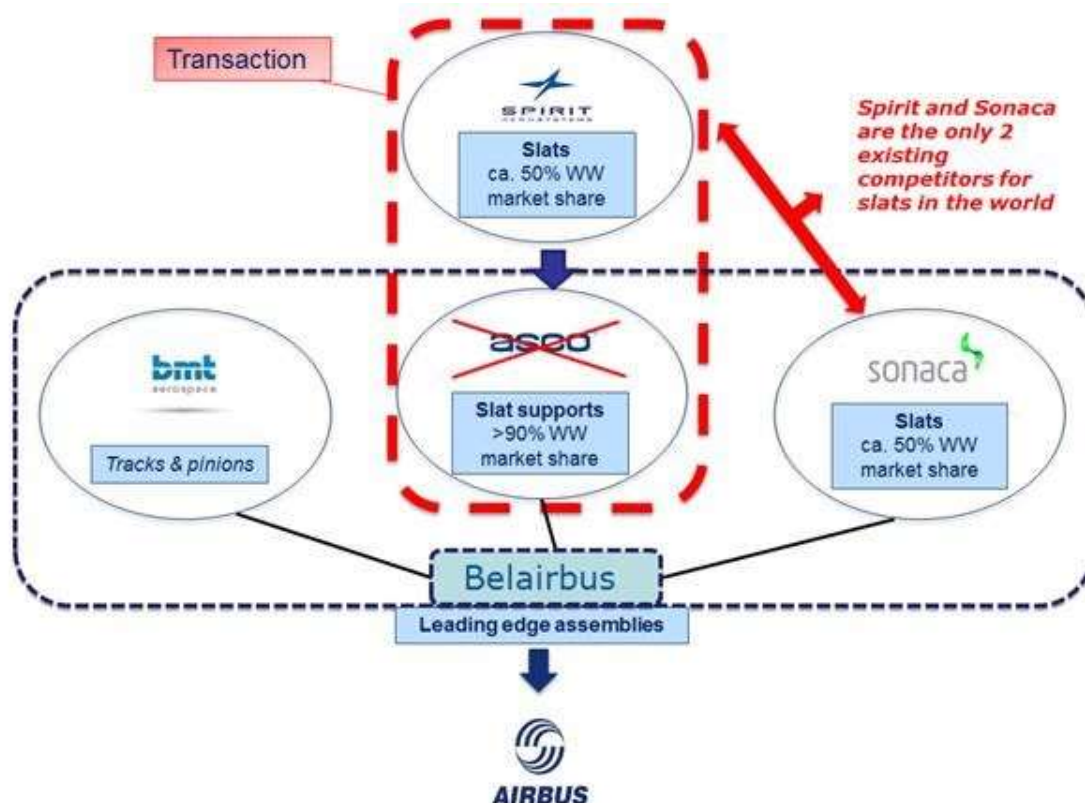 Transaction
SPIRIT
AEROSYSTEMS
Slats
ca. 50% WW
market share
Spirit and Sonaca
are the only 2
existing
competitors for
slats in the world
bmt
aerospace
Tracks & pinions
asco
Slat supports
>90% WW
market share
sonaca
Slats
ca. 50% WW
market share
Belairbus
Leading edge assemblies
AIRBUS